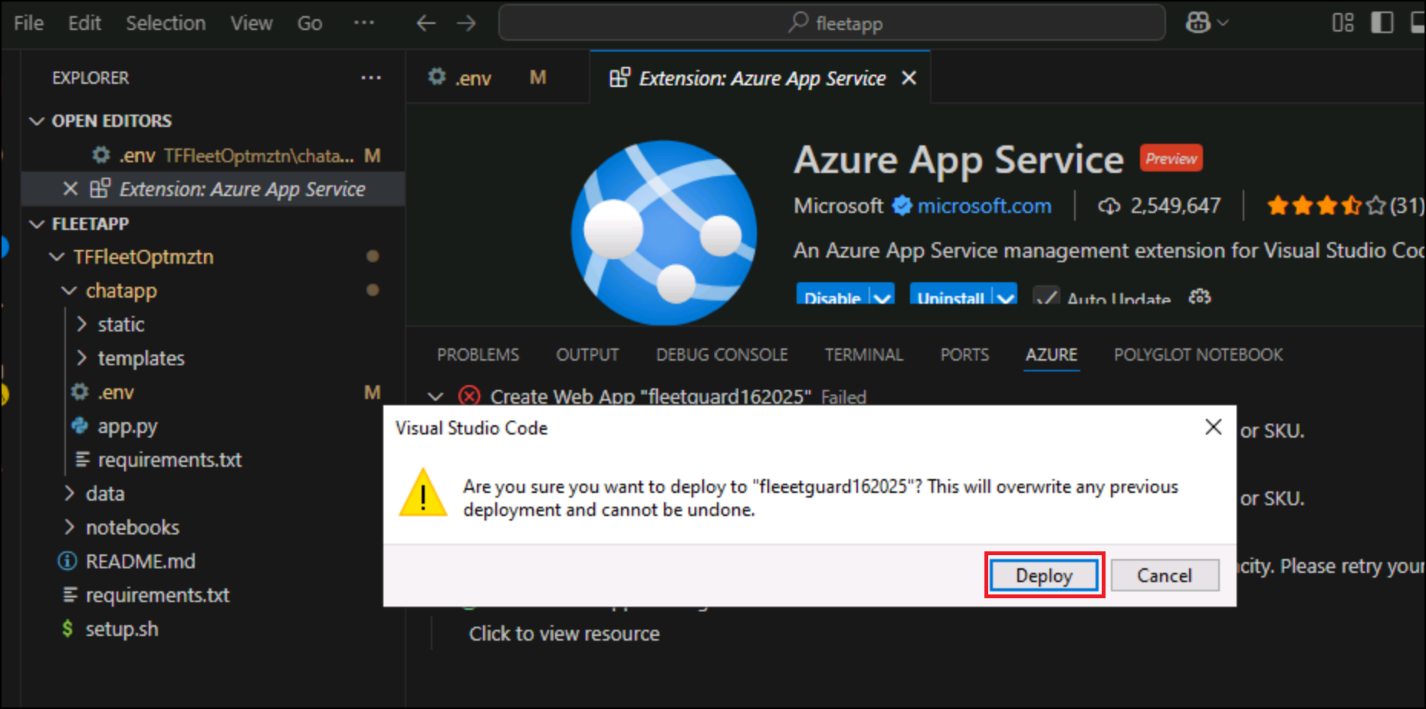 File Edit Selection View Go ··· fleetapp
EXPLORER ···
OPEN EDITORS
.env TFFleetOptmztn\chata... M
Extension: Azure App Service
FLEETAPP
TFFleetOptmztn
chatapp
static
templates
.env M
app.py
requirements.txt
data
notebooks
README.md
requirements.txt
$ setup.sh
.env M
Extension: Azure App Service
Azure App Service Preview
Microsoft microsoft.com 2,549,647 (31)
An Azure App Service management extension for Visual Studio Coc
Disable Uninstall Auto Update
PROBLEMS OUTPUT DEBUG CONSOLE TERMINAL PORTS AZURE POLYGLOT NOTEBOOK
Create Web App "fleetguard162025" Failed
or SKU.
or SKU.
city. Please retry your
Click to view resource
Visual Studio Code
Are you sure you want to deploy to "fleeetguard162025"? This will overwrite any previous
deployment and cannot be undone.
Deploy Cancel